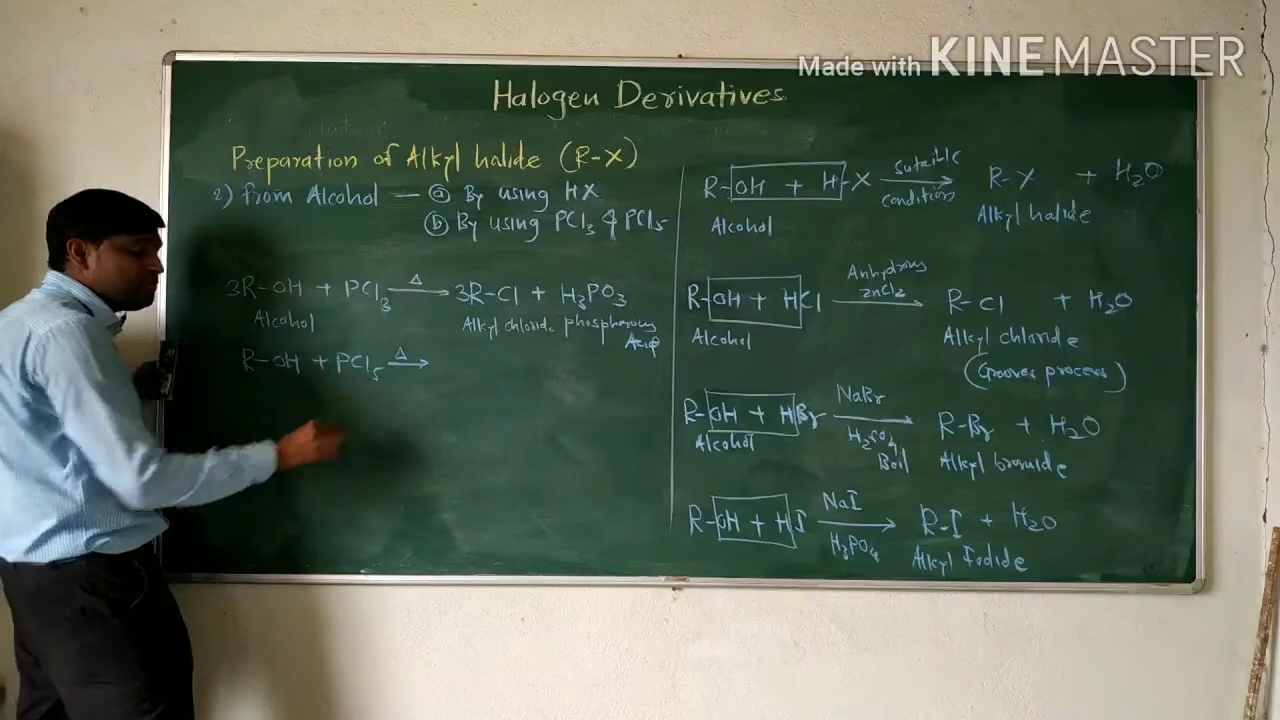 Made with KINEMASTER
Halogen Derivatives
Preparation of Alkyl halide (R-X)
2) from Alcohol — ⓐ By using HX
ⓑ By using PCl₃ & PCl₅
3R-OH + PCl₃ —Δ→ 3R-Cl + H₃PO₃
Alcohol Alkyl chloride phosphorous
Acid
R-OH + PCl₅ —Δ→
R-OH + H-X suitable conditions → R-X + H₂O
Alcohol Alkyl halide
R-OH + HCl Anhydrous ZnCl₂ → R-Cl + H₂O
Alcohol Alkyl chloride
(Grooves process)
R-OH + HBr NaBr → H₂SO₄ Boil R-Br + H₂O
Alcohol Alkyl bromide
R-OH + HI NaI → H₃PO₄ R-I + H₂O
Alkyl Iodide